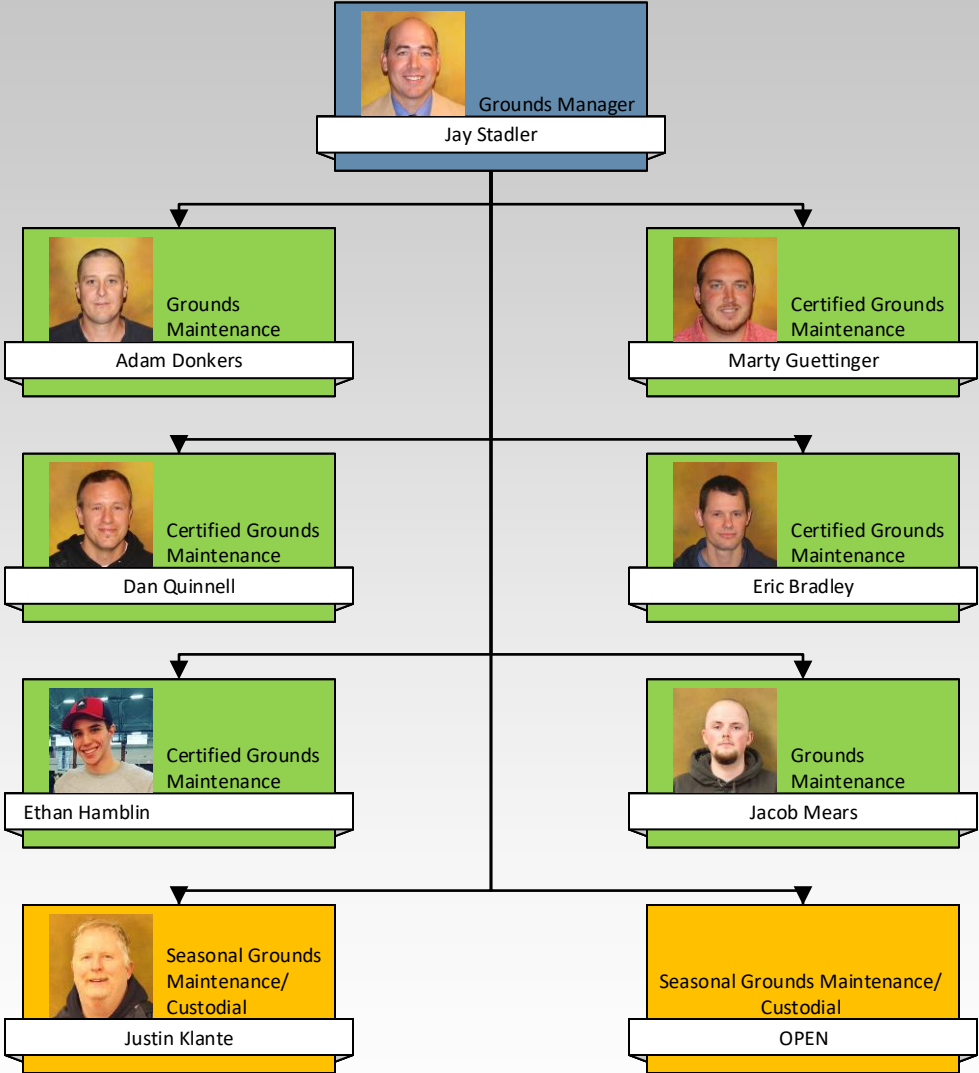 Grounds Manager
Jay Stadler
Grounds
Maintenance
Adam Donkers
Certified Grounds
Maintenance
Marty Guettinger
Certified Grounds
Maintenance
Dan Quinnell
Certified Grounds
Maintenance
Eric Bradley
Certified Grounds
Maintenance
Ethan Hamblin
Grounds
Maintenance
Jacob Mears
Seasonal Grounds
Maintenance/
Custodial
Justin Klante
Seasonal Grounds Maintenance/
Custodial
OPEN